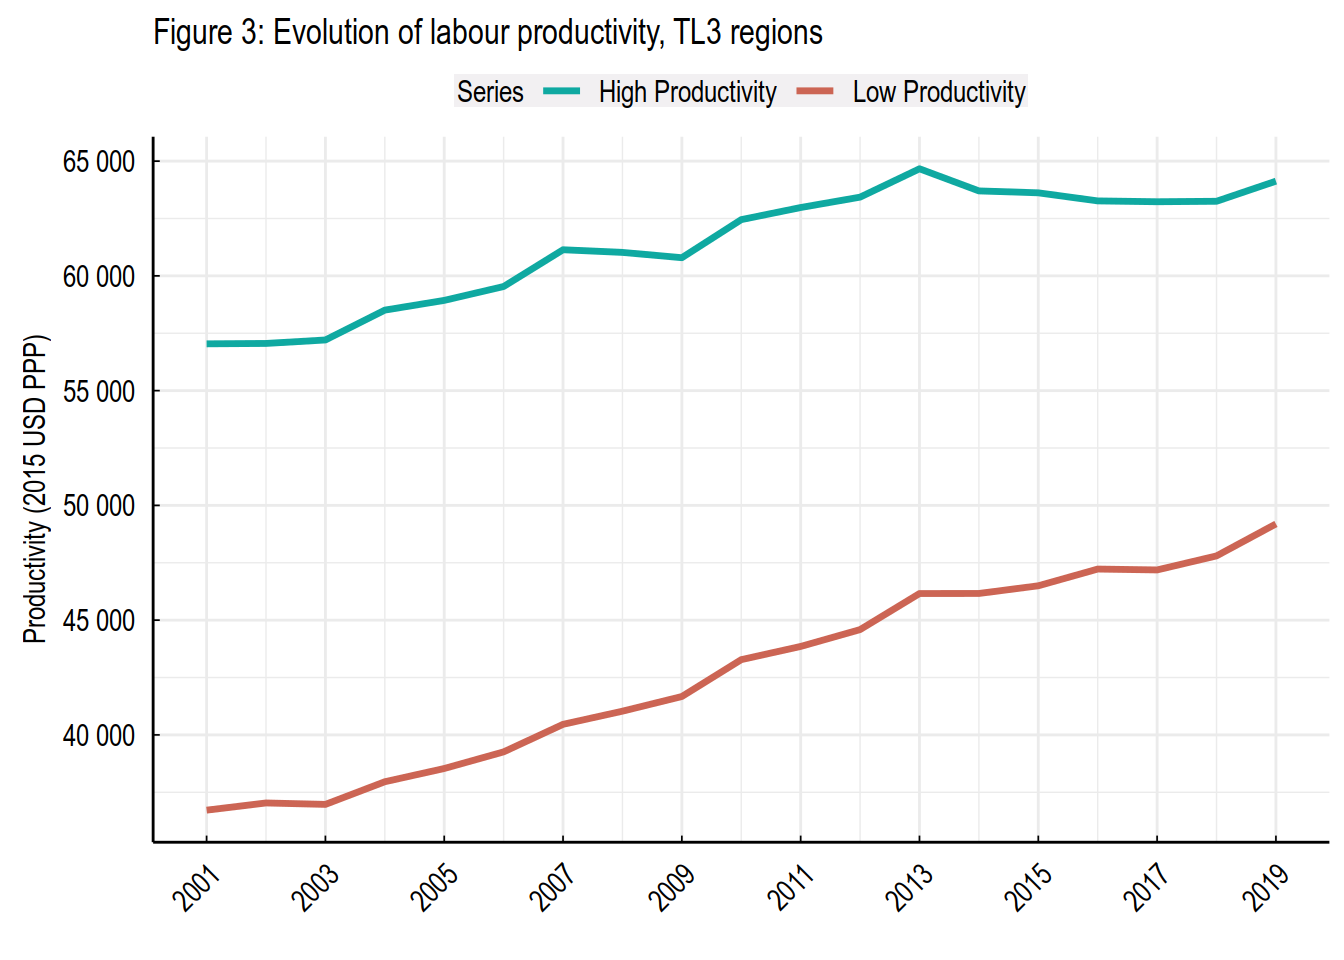 Figure 3: Evolution of labour productivity, TL3 regions
Series High Productivity Low Productivity
Productivity (2015 USD PPP)
65 000
60 000
55 000
50 000
45 000
40 000
2001 2003 2005 2007 2009 2011 2013 2015 2017 2019